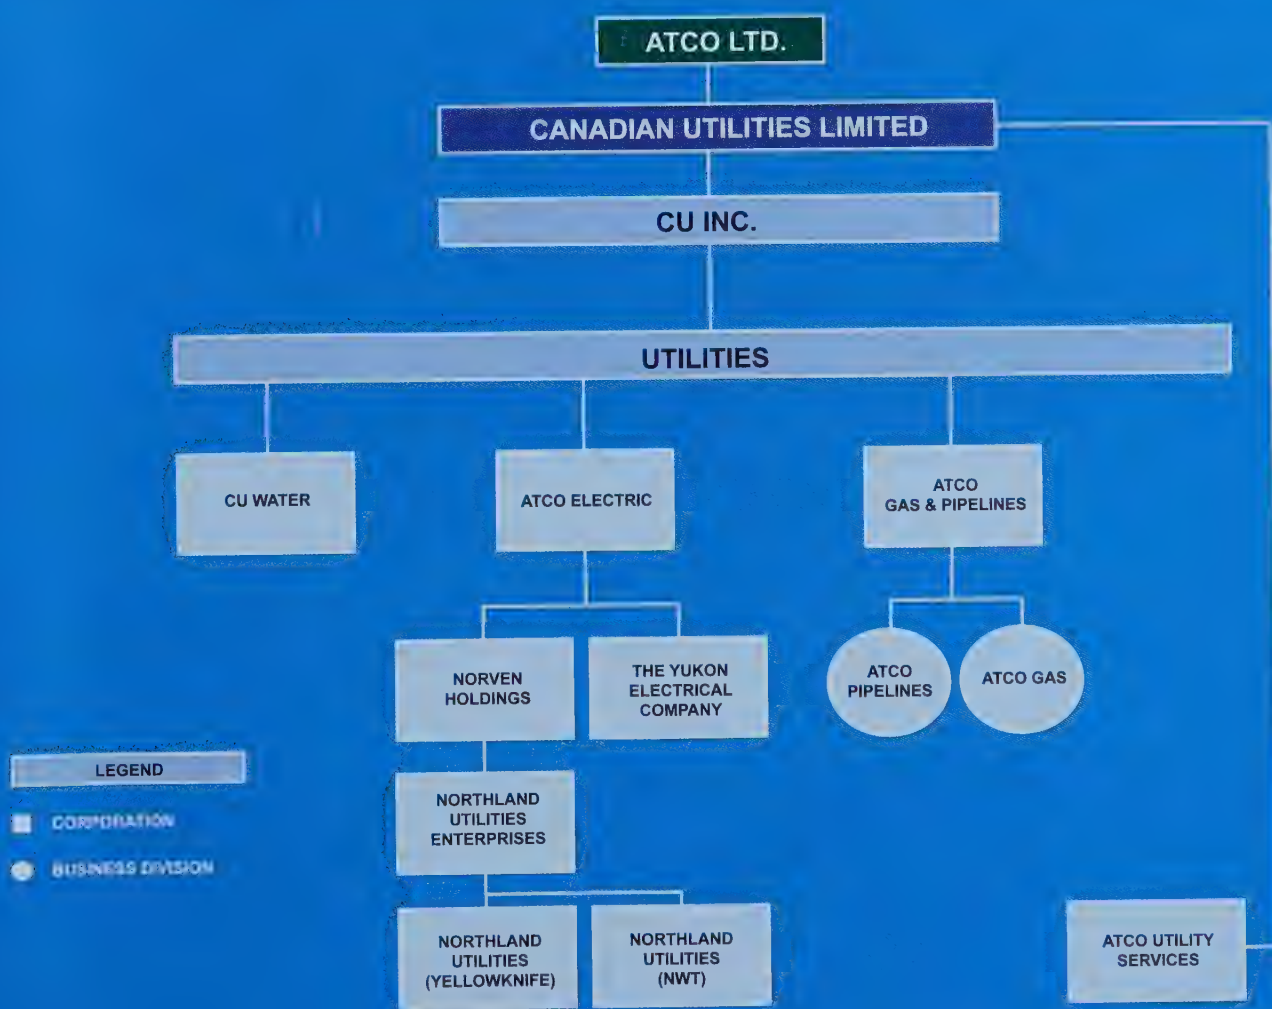 ATCO LTD.
CANADIAN UTILITIES LIMITED
CU INC.
UTILITIES
CU WATER
ATCO ELECTRIC
ATCO
GAS & PIPELINES
NORVEN
HOLDINGS
THE YUKON
ELECTRICAL
COMPANY
ATCO
PIPELINES
ATCO GAS
LEGEND
CORPORATION
BUSINESS DIVISION
NORTHLAND
UTILITIES
ENTERPRISES
NORTHLAND
UTILITIES
(YELLOWKNIFE)
NORTHLAND
UTILITIES
(NWT)
ATCO UTILITY
SERVICES